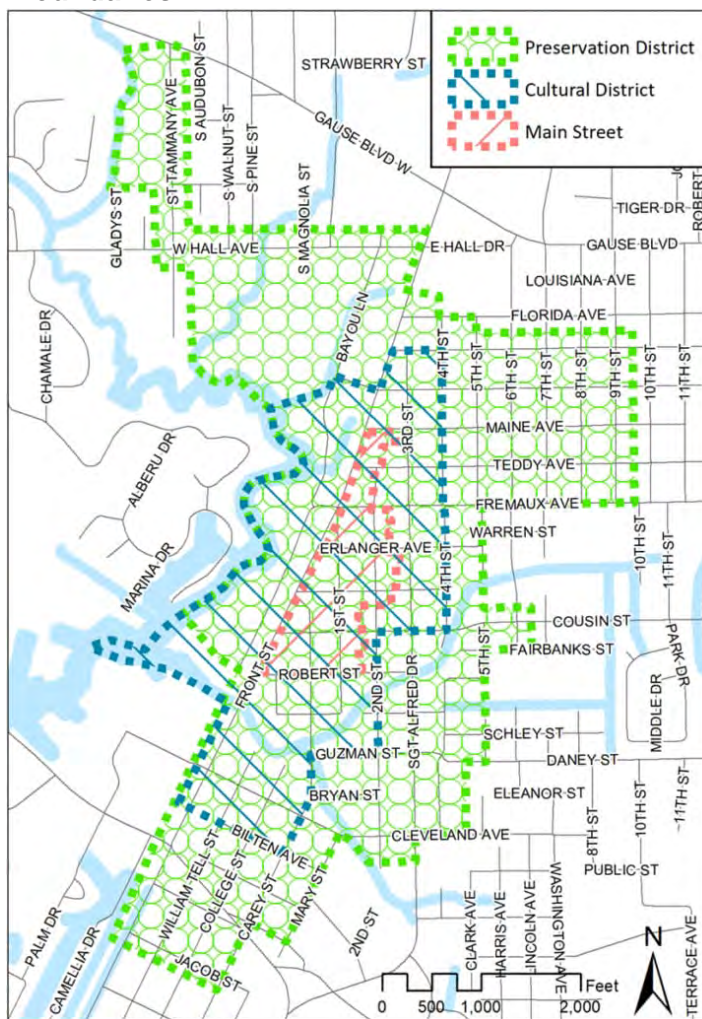 Preservation District
Cultural District
Main Street
STRAWBERRY ST
S AUDUBON ST
ST TAMMANY AVE
GAUSE BLVD W
S WALNUT ST
S PINE ST
S MAGNOLIA ST
GLADYS ST
TIGER DR
ROBERT
W HALL AVE
E HALL DR
GAUSE BLVD
LOUISIANA AVE
FLORIDA AVE
BAYOU LN
CHAMALE DR
4TH ST
5TH ST
6TH ST
7TH ST
8TH ST
9TH ST
10TH ST
11TH ST
3RD ST
MAINE AVE
ALBERU DR
TEDDY AVE
FREMAUX AVE
WARREN ST
ERLANGER AVE
MARINA DR
4TH ST
10TH ST
11TH ST
1ST ST
COUSIN ST
FAIRBANKS ST
PARK DR
FRONT ST
ROBERT ST
2ND ST
SGT ALFRED DR
5TH ST
MIDDLE DR
SCHLEY ST
GUZMAN ST
DANEY ST
BRYAN ST
ELEANOR ST
8TH ST
10TH ST
11TH ST
BILTEN AVE
CLEVELAND AVE
PUBLIC ST
WILLIAM TELL ST
COLLEGE ST
CAREY ST
MARY ST
2ND ST
CLARK AVE
HARRIS AVE
LINCOLN AVE
WASHINGTON AVE
PALM DR
CAMELLIA DR
JACOB ST
TERRACE AVE
N
Feet
0 500 1,000 2,000